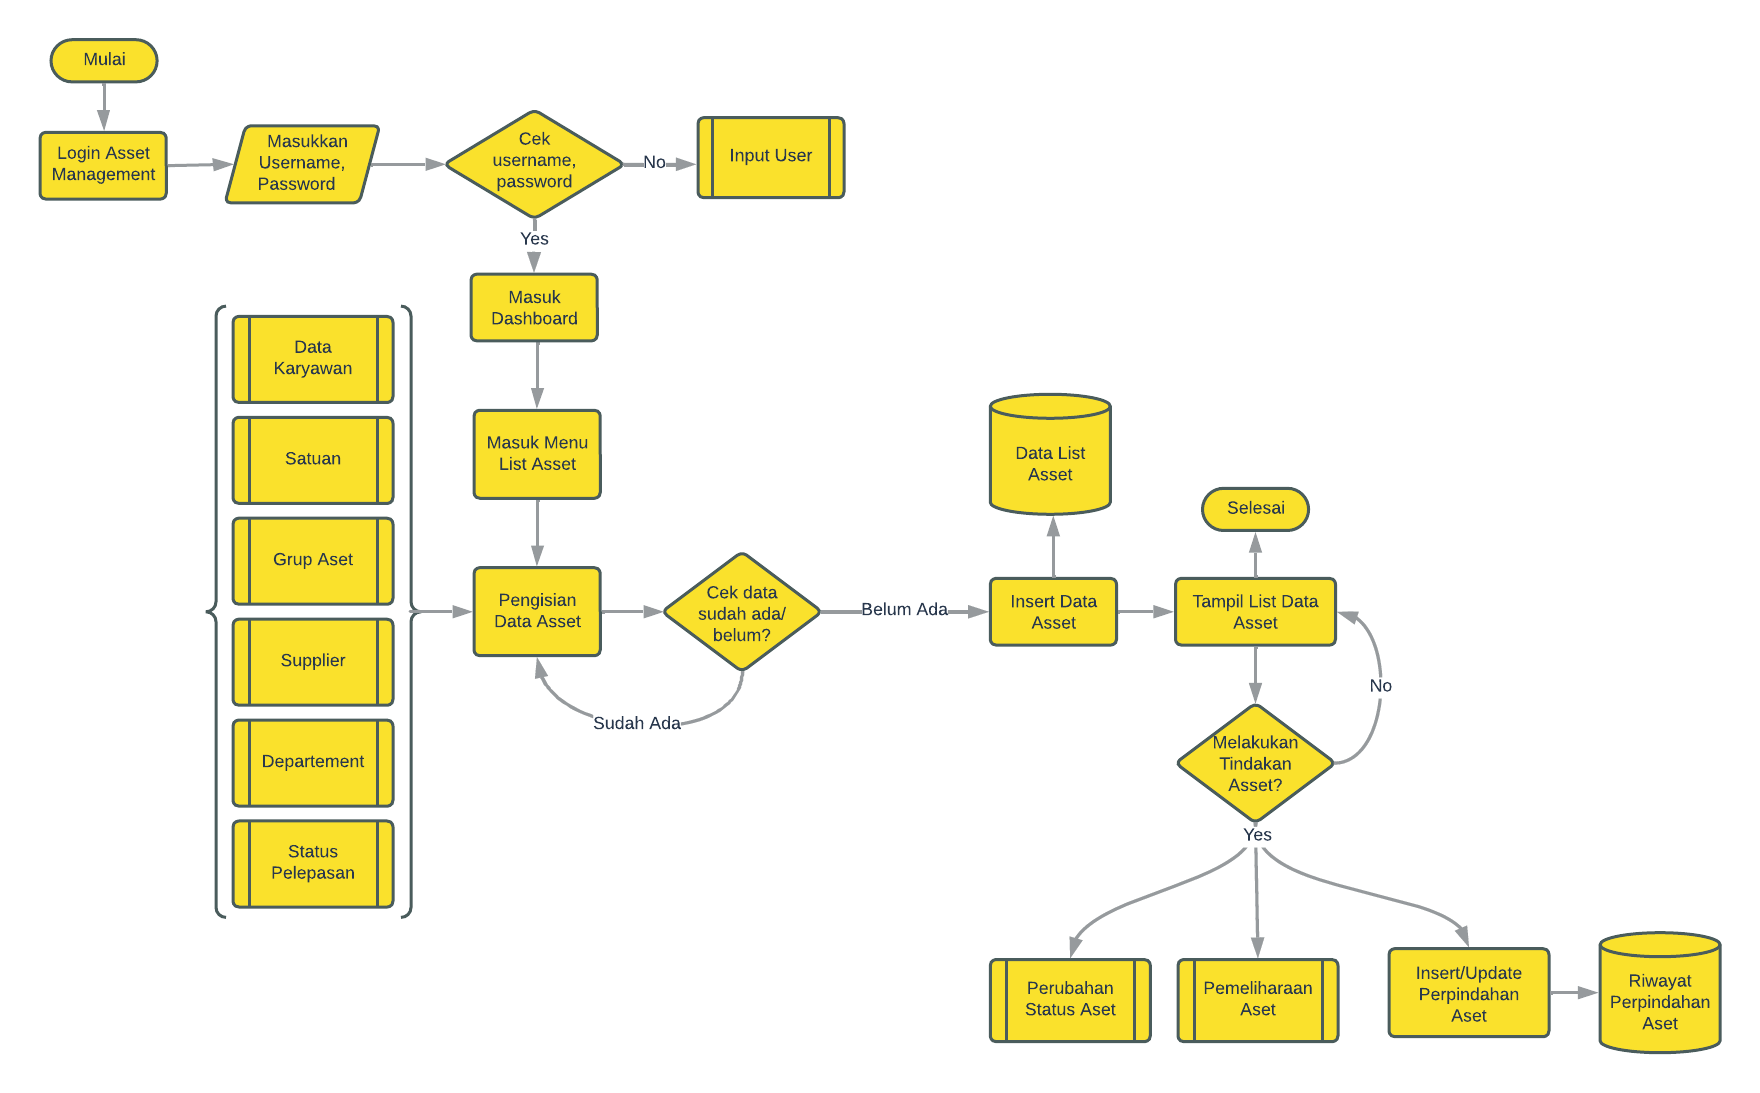 Mulai
Login Asset
Management
Masukkan
Username,
Password
Cek
username,
password
No
Input User
Yes
Masuk
Dashboard
Masuk Menu
List Asset
Data
Karyawan
Satuan
Grup Aset
Supplier
Departement
Status
Pelepasan
Pengisian
Data Asset
Cek data
sudah ada/
belum?
Sudah Ada
Belum Ada
Insert Data
Asset
Data List
Asset
Tampil List Data
Asset
Selesai
No
Melakukan
Tindakan
Asset?
Yes
Perubahan
Status Aset
Pemeliharaan
Aset
Insert/Update
Perpindahan
Aset
Riwayat
Perpindahan
Aset